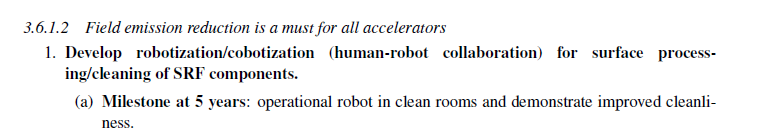 3.6.1.2 Field emission reduction is a must for all accelerators
1. Develop robotization/cobotization (human-robot collaboration) for surface process-
ing/cleaning of SRF components.
(a) Milestone at 5 years: operational robot in clean rooms and demonstrate improved cleanli-
ness.